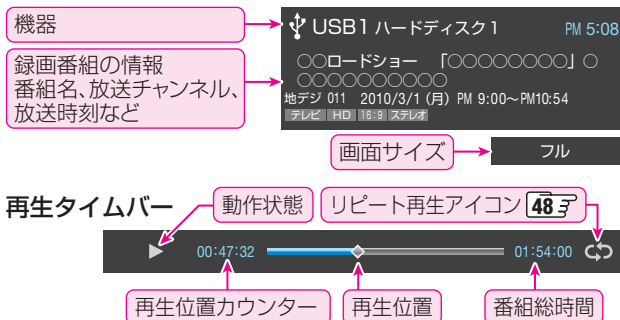 機器
USB1 ハードディスク1 PM 5:08
録画番組の情報
番組名、放送チャンネル、
放送時刻など
○○ロードショー 「○○○○○○○○」○
○○○○○○○○○○
地デジ 011 2010/3/1 (月) PM 9:00～PM10:54
テレビ HD 16:9 ステレオ
画面サイズ フル
再生タイムバー
動作状態 リピート再生アイコン 48
00:47:32 01:54:00
再生位置カウンター 再生位置 番組総時間